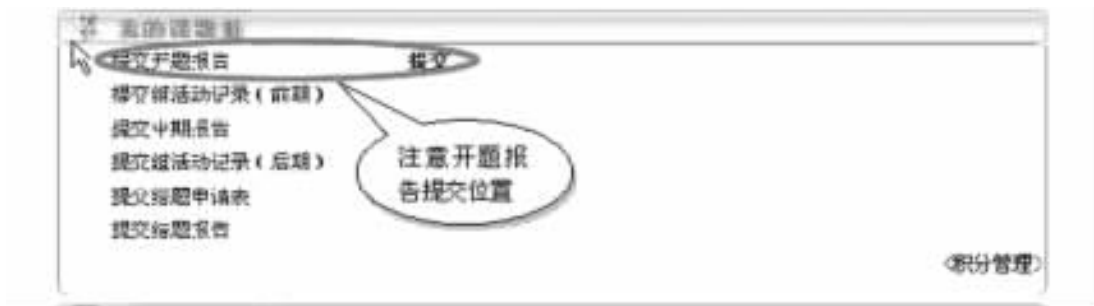 我的课题组
提交开题报告 提交
提交组活动记录（前期）
提交中期报告
注意开题报
提交组活动记录（后期）
告提交位置
提交结题申请表
提交结题报告
积分管理